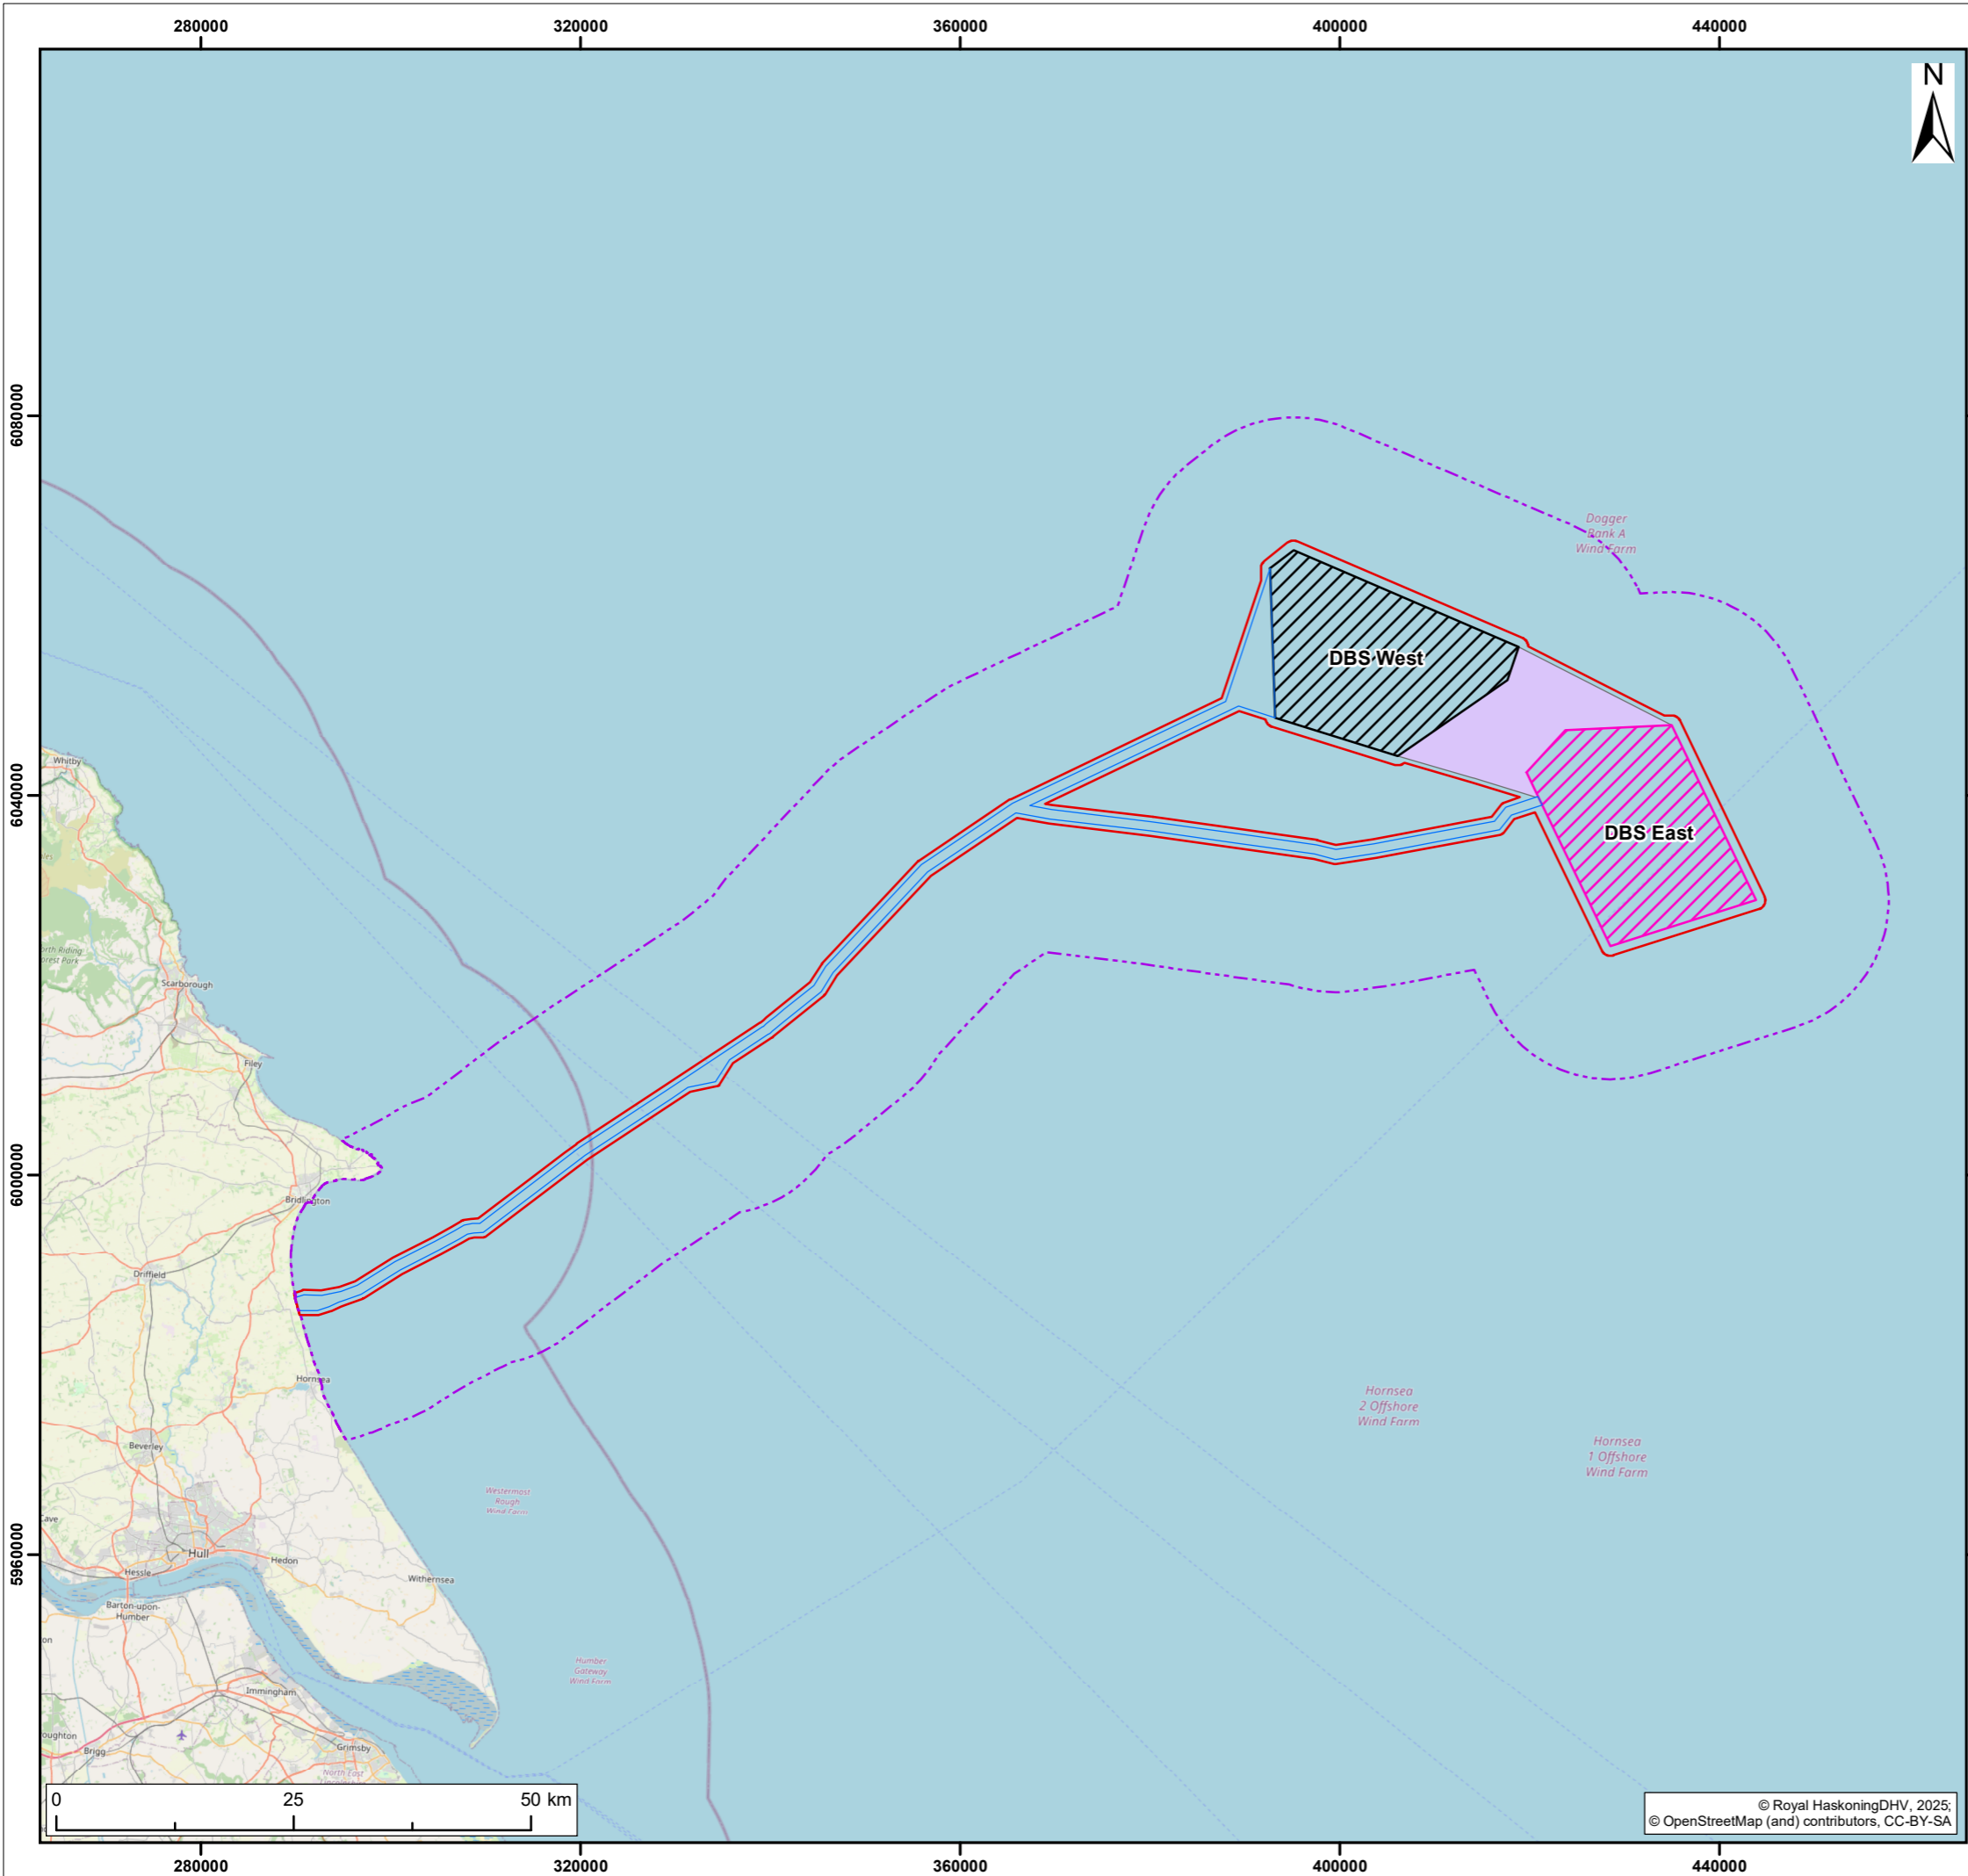 280000
320000
360000
400000
440000
N
6080000
6040000
6000000
5960000
Dogger
Bank A
Wind Farm
DBS West
DBS East
Whitby
Scarborough
Filey
Bridlington
Driffield
Hornsea
Beverley
Hull
Hedon
Hessle
Withernsea
Barton-upon-
Humber
Immingham
Brigg
Grimsby
North East
Westermost
Rough
Wind Farm
Humber
Gateway
Wind Farm
Hornsea
2 Offshore
Wind Farm
Hornsea
1 Offshore
Wind Farm
0 25 50 km
© Royal HaskoningDHV, 2025;
© OpenStreetMap (and) contributors, CC-BY-SA
280000
320000
360000
400000
440000